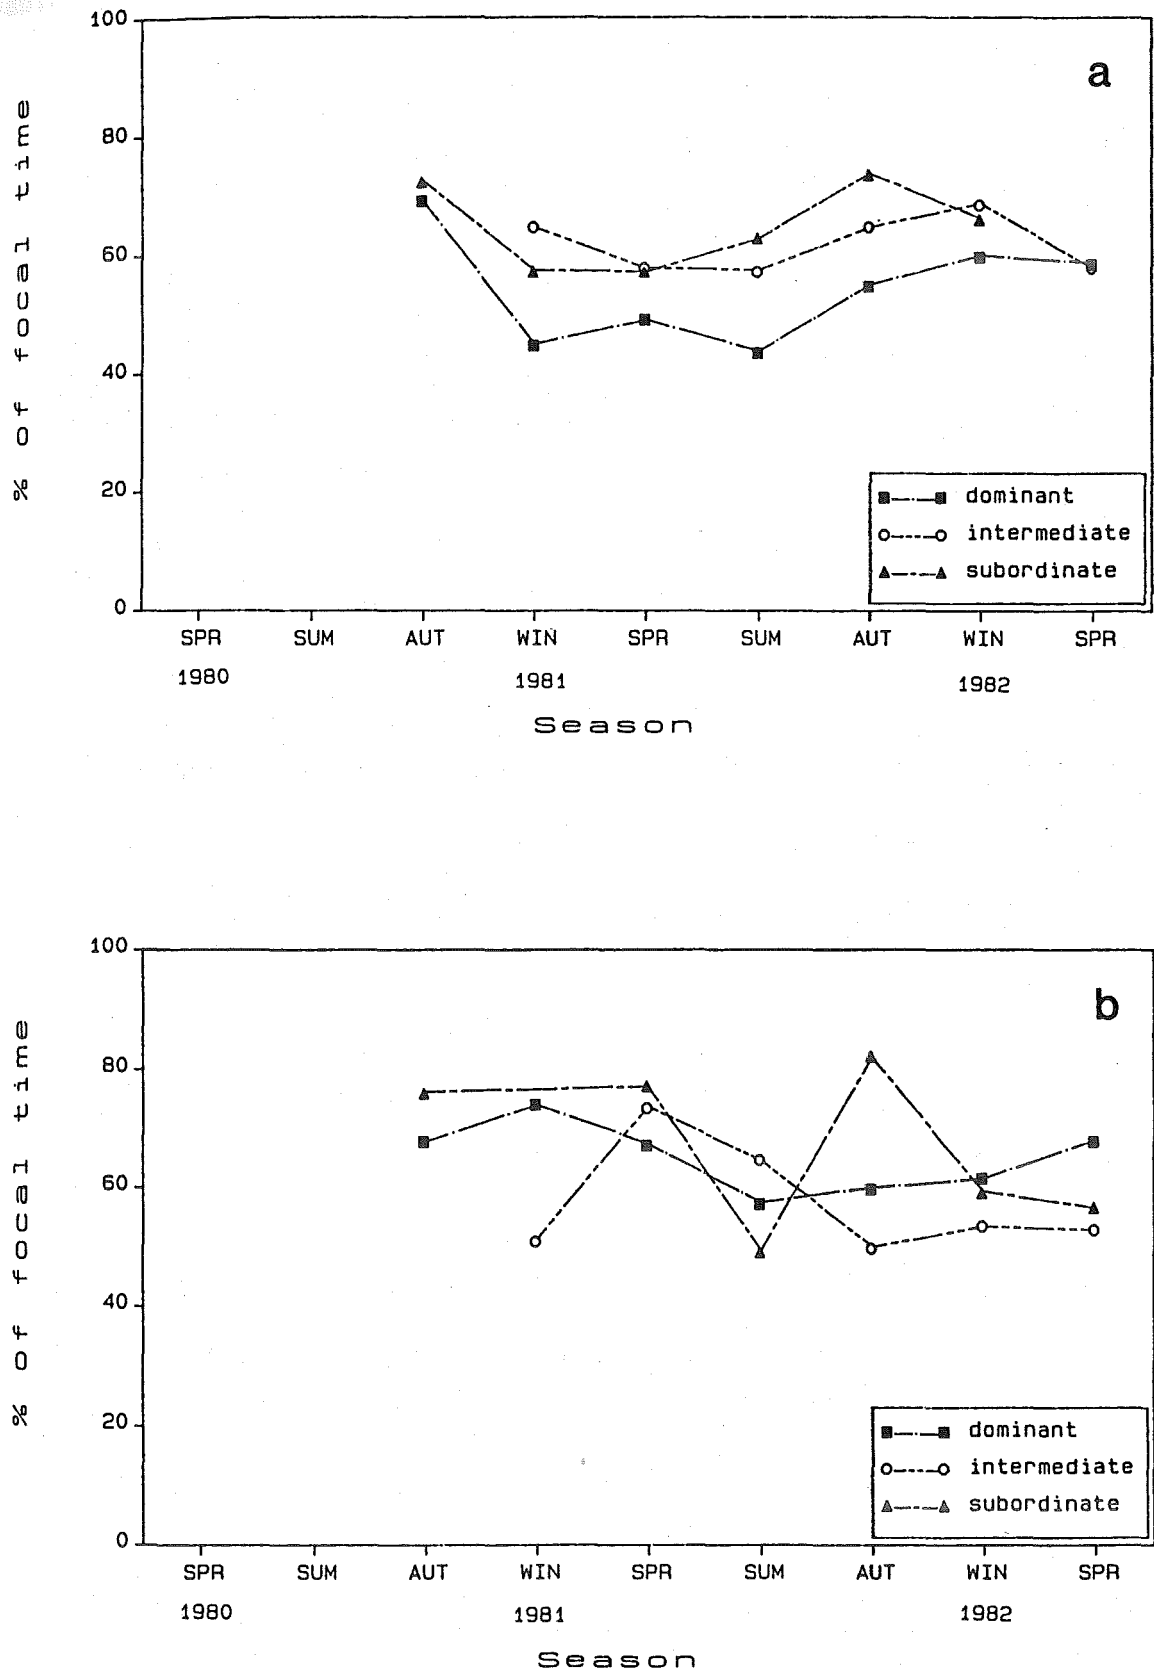 a
% of focal time
100
80
60
40
20
0
dominant
intermediate
subordinate
SPR SUM AUT WIN SPR SUM AUT WIN SPR
1980 1981 1982
Season
b
% of focal time
100
80
60
40
20
0
dominant
intermediate
subordinate
SPR SUM AUT WIN SPR SUM AUT WIN SPR
1980 1981 1982
Season